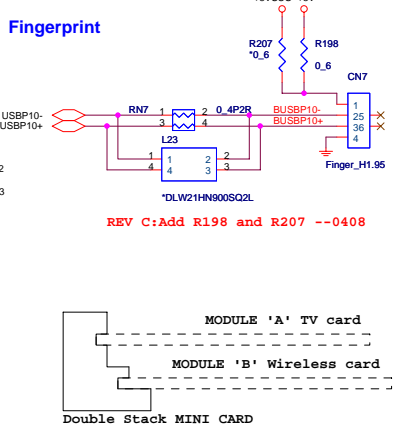 Fingerprint
R207
*0_6
R198
0_6
CN7
USBP10-
USBP10+
RN7
1
2
3
4
0_4P2R
BUSBP10-
BUSBP10+
1
25
36
4
Finger_H1.95
L23
1
4
1
4
2
3
2
3
*DLW21HN900SQ2L
2
3
REV C:Add R198 and R207 --0408
MODULE 'A' TV card
MODULE 'B' Wireless card
Double Stack MINI CARD